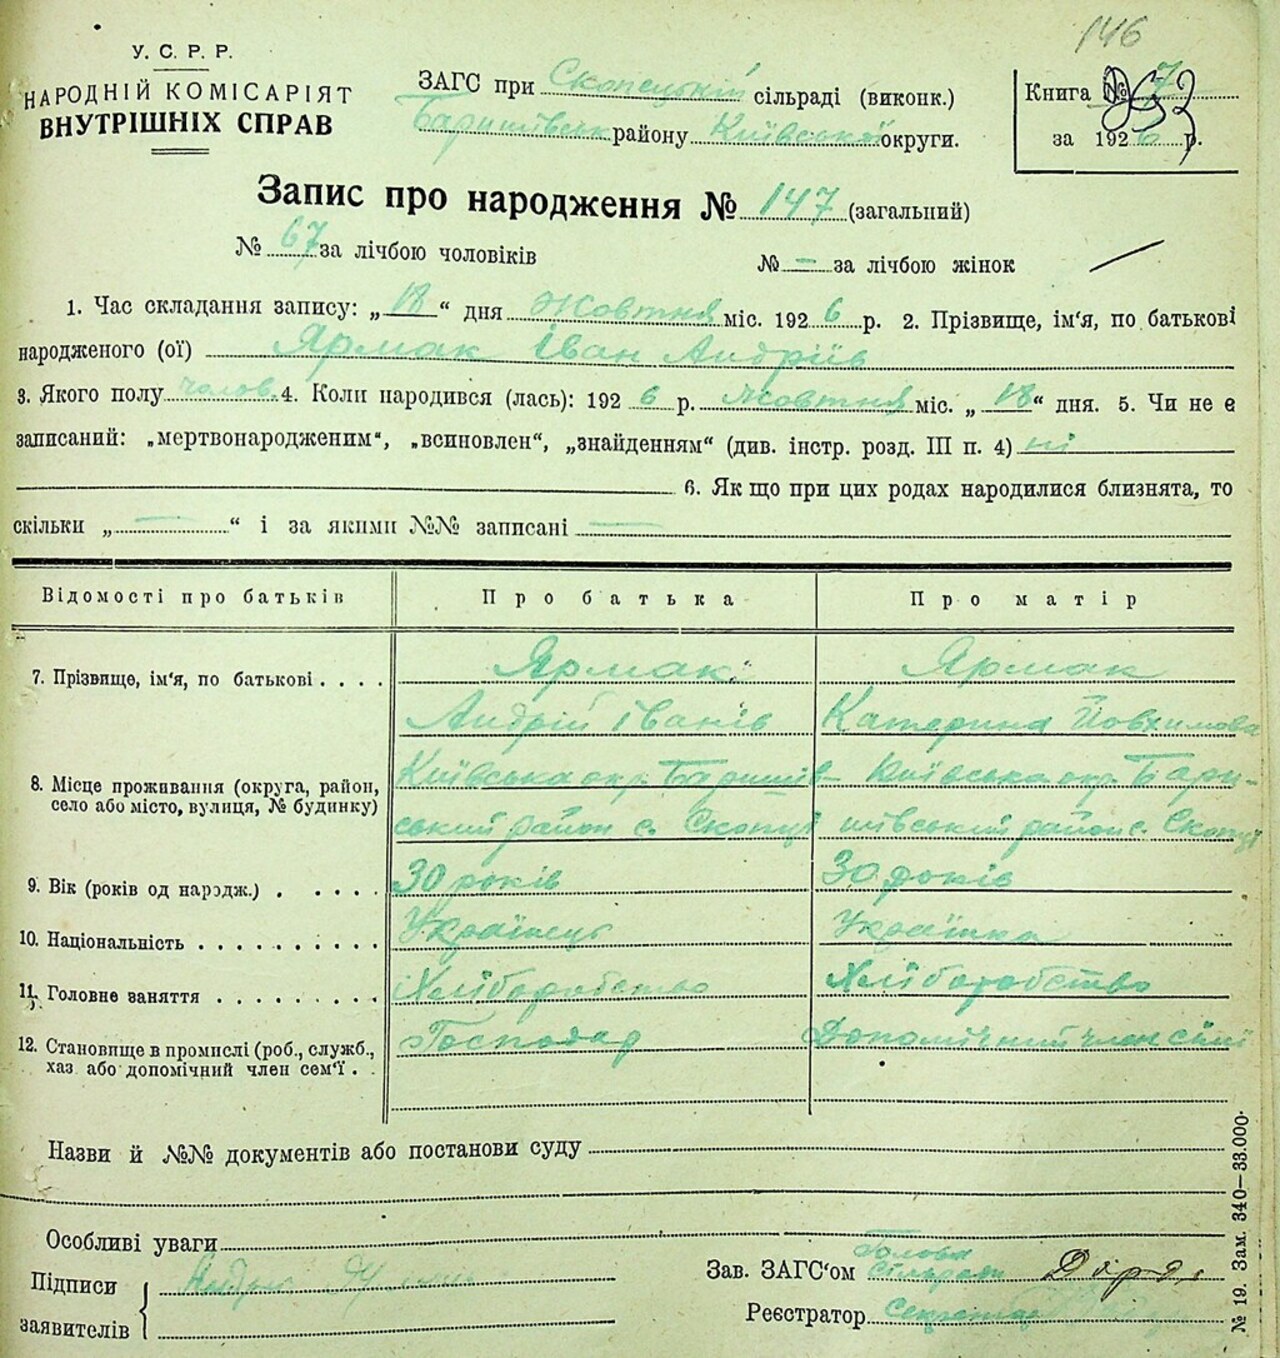 146
У. С. Р. Р.
НАРОДНІЙ КОМІСАРІЯТ
ВНУТРІШНІХ СПРАВ
ЗАГС при Скопецькій сільраді (виконк.)
Баришівськ району Київської округи.
Книга № 7
за 1926 р.
Запис про народження № 147 (загальний)
№ 67 за лічбою чоловіків № — за лічбою жінок
1. Час складання запису: „18“ дня Жовтня міс. 1926 р. 2. Прізвище, ім'я, по батькові
народженого (ої) Ярмак Іван Андріїв
3. Якого полу чолов. 4. Коли народився (лась): 1926 р. жовтня міс. „18“ дня. 5. Чи не є
записаний: „мертвонародженим“, „всиновлен“, „знайденням“ (див. інстр. розд. III п. 4) ні
6. Як що при цих родах народилися близнята, то
скільки „—“ і за якими №№ записані —
Відомості про батьків Про батька Про матір
7. Прізвище, ім'я, по батькові . . . . Ярмак Ярмак
Андрій Іванів Катерина Йовхимова
8. Місце проживання (округа, район, село або місто, вулиця, № будинку) Київська окр. Баришів- Київська окр. Бари-
ський район с. Скопці шівський район с. Скопці
9. Вік (років од нарэдж.) . . . . . 30 років 30 років
10. Національність . . . . . . . . . . Українець Українка
11. Головне заняття . . . . . . . . . Хліборобство Хліборобство
12. Становище в промислі (роб., служб., хаз або допомічний член сем'ї . . Господар Допомічний член сімї
Назви й №№ документів або постанови суду
Особливі уваги
Підписи заявителів
Зав. ЗАГС'ом Голова Сільради
Реєстратор Секретар
№ 19. Зам. 340—33.000.